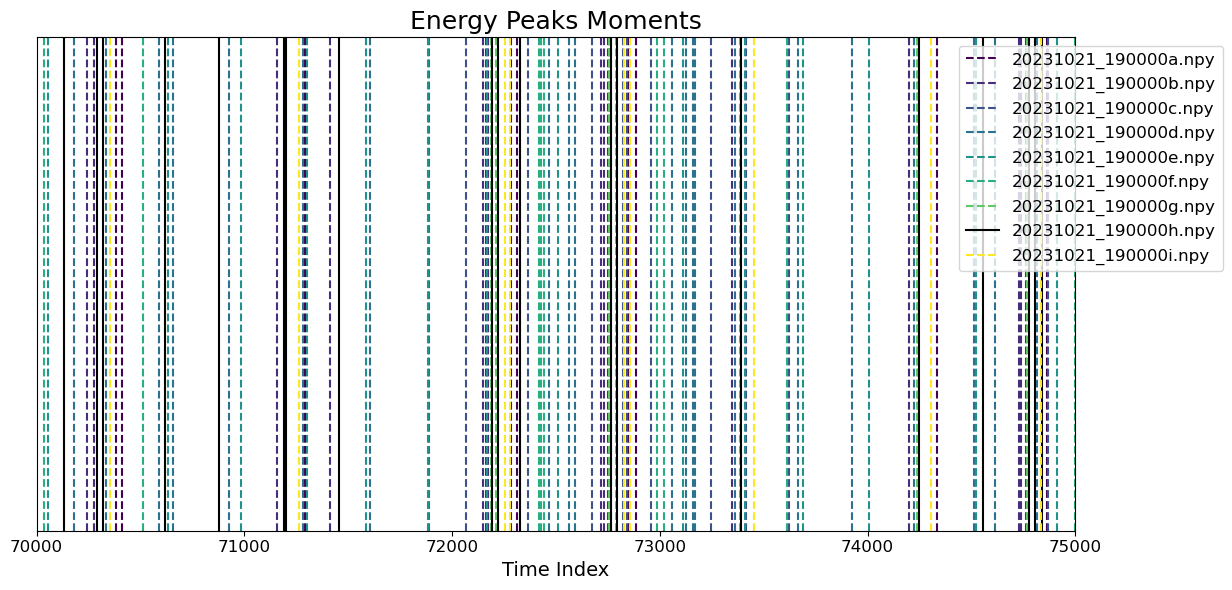 Energy Peaks Moments
20231021_190000a.npy
20231021_190000b.npy
20231021_190000c.npy
20231021_190000d.npy
20231021_190000e.npy
20231021_190000f.npy
20231021_190000g.npy
20231021_190000h.npy
20231021_190000i.npy
70000 71000 72000 73000 74000 75000
Time Index